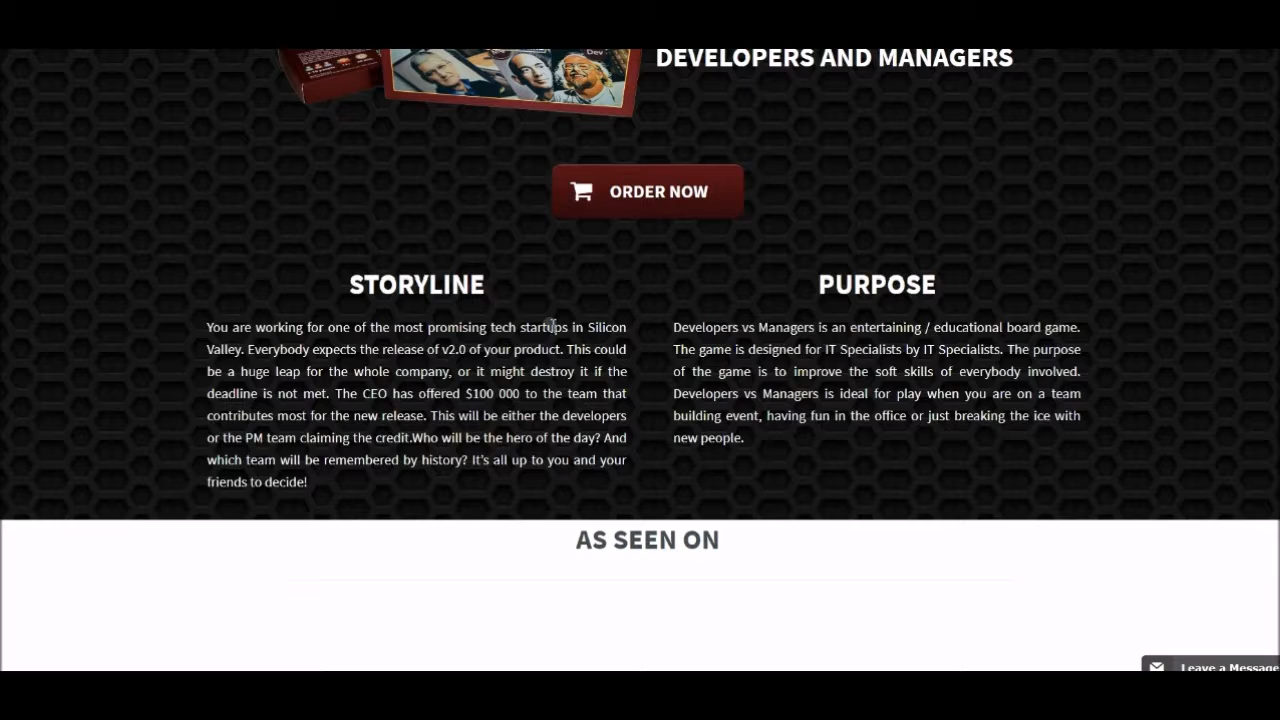 Dev
DEVELOPERS AND MANAGERS
ORDER NOW
STORYLINE
You are working for one of the most promising tech startups in Silicon
Valley. Everybody expects the release of v2.0 of your product. This could
be a huge leap for the whole company, or it might destroy it if the
deadline is not met. The CEO has offered $100 000 to the team that
contributes most for the new release. This will be either the developers
or the PM team claiming the credit.Who will be the hero of the day? And
which team will be remembered by history? It's all up to you and your
friends to decide!
PURPOSE
Developers vs Managers is an entertaining / educational board game.
The game is designed for IT Specialists by IT Specialists. The purpose
of the game is to improve the soft skills of everybody involved.
Developers vs Managers is ideal for play when you are on a team
building event, having fun in the office or just breaking the ice with
new people.
AS SEEN ON
Leave a Message